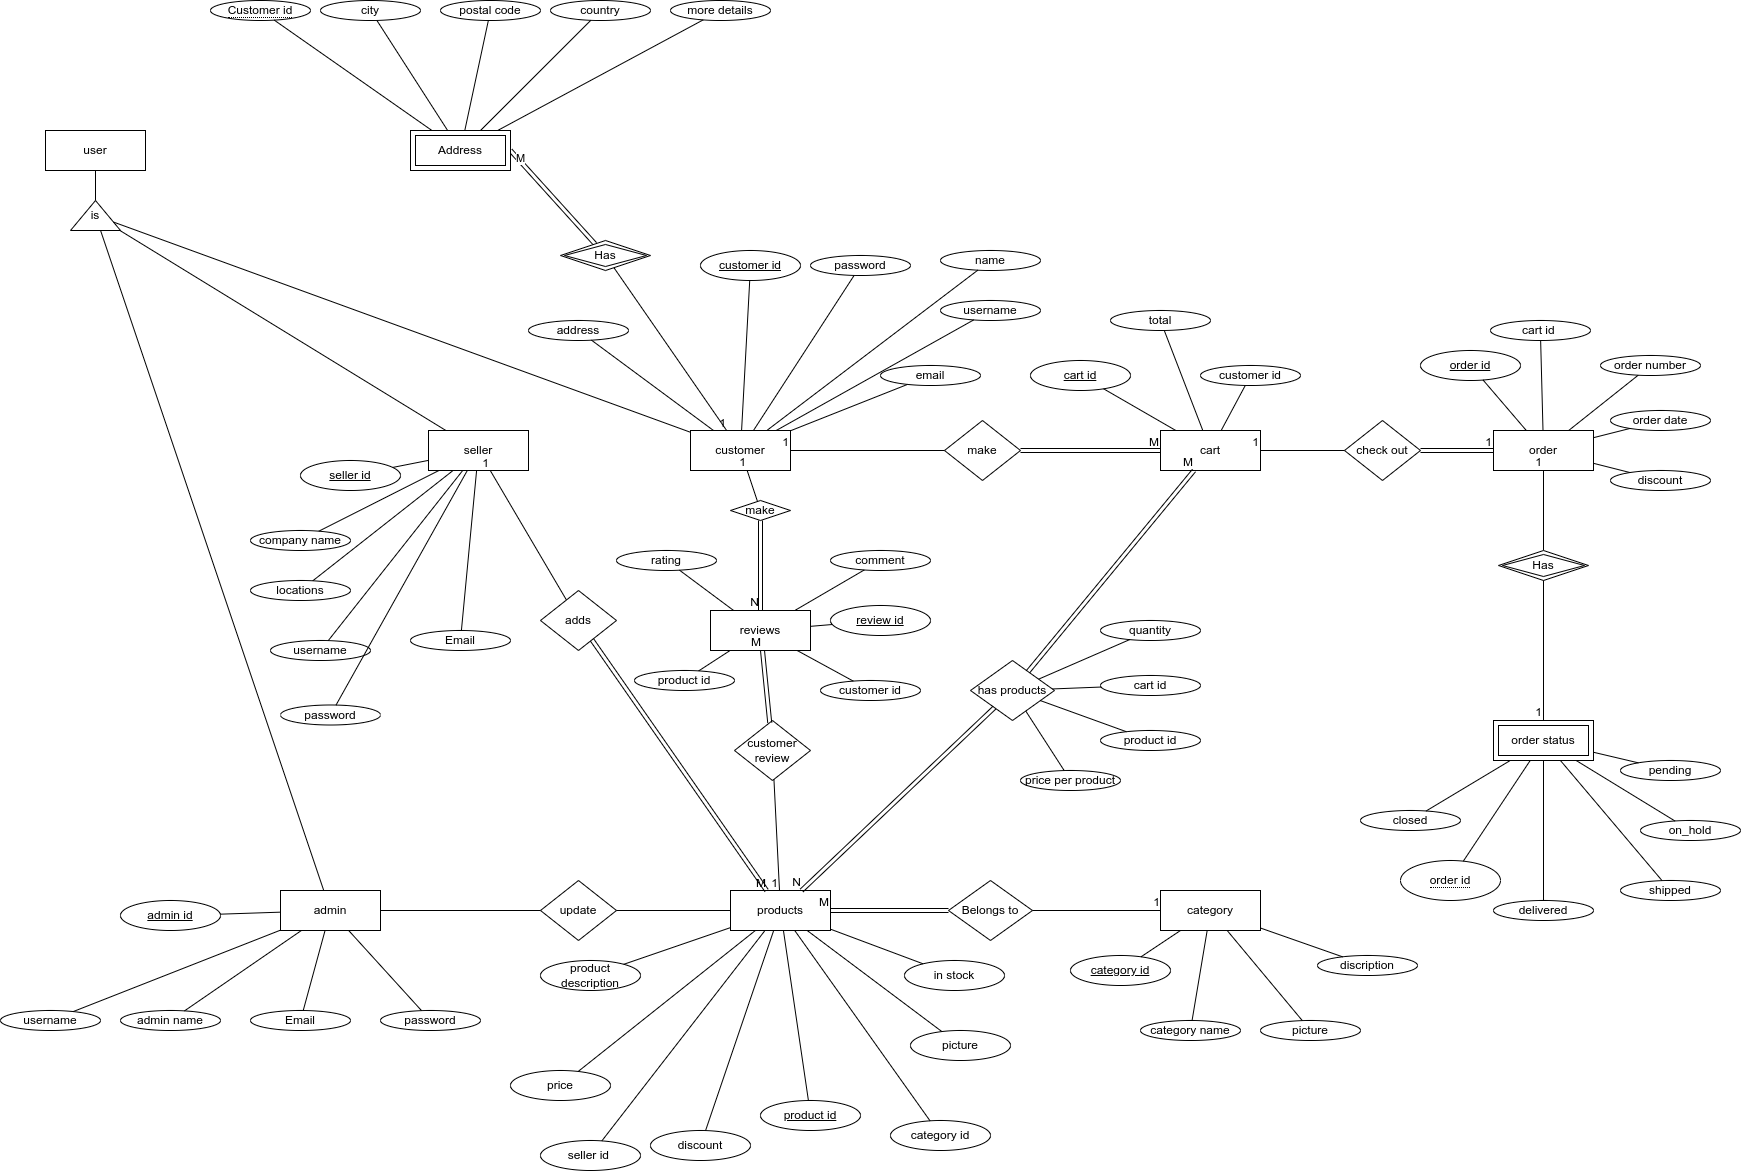 Customer id
city
postal code
country
more details
user
Address
M
is
Has
customer id
password
name
username
address
email
total
cart id
customer id
cart id
order id
order number
order date
discount
1
seller
1
customer
1
1
make
M
cart
1
M
check out
1
order
1
seller id
company name
locations
username
Email
password
make
rating
comment
N
reviews
M
review id
product id
customer id
adds
customer
review
has products
quantity
cart id
product id
price per product
Has
1
order status
pending
closed
on_hold
order id
shipped
delivered
M
1
N
admin id
admin
update
products
M
Belongs to
1
category
username
admin name
Email
password
product
description
in stock
category id
discription
category name
picture
picture
price
product id
category id
discount
seller id